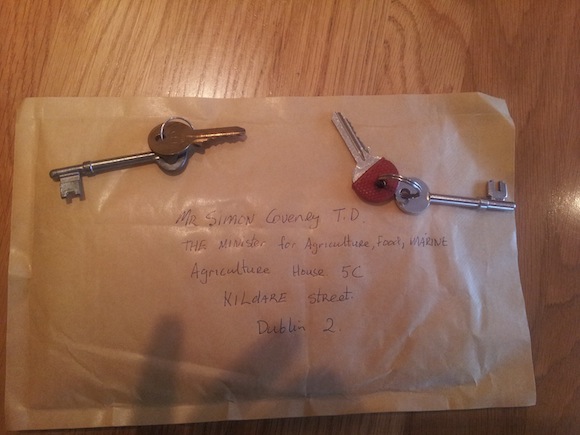 Mr SIMON Coveney T.D.
THE MINister for Agriculture, Food, MARINE
Agriculture House 5C
KILdARE street.
Dublin 2.